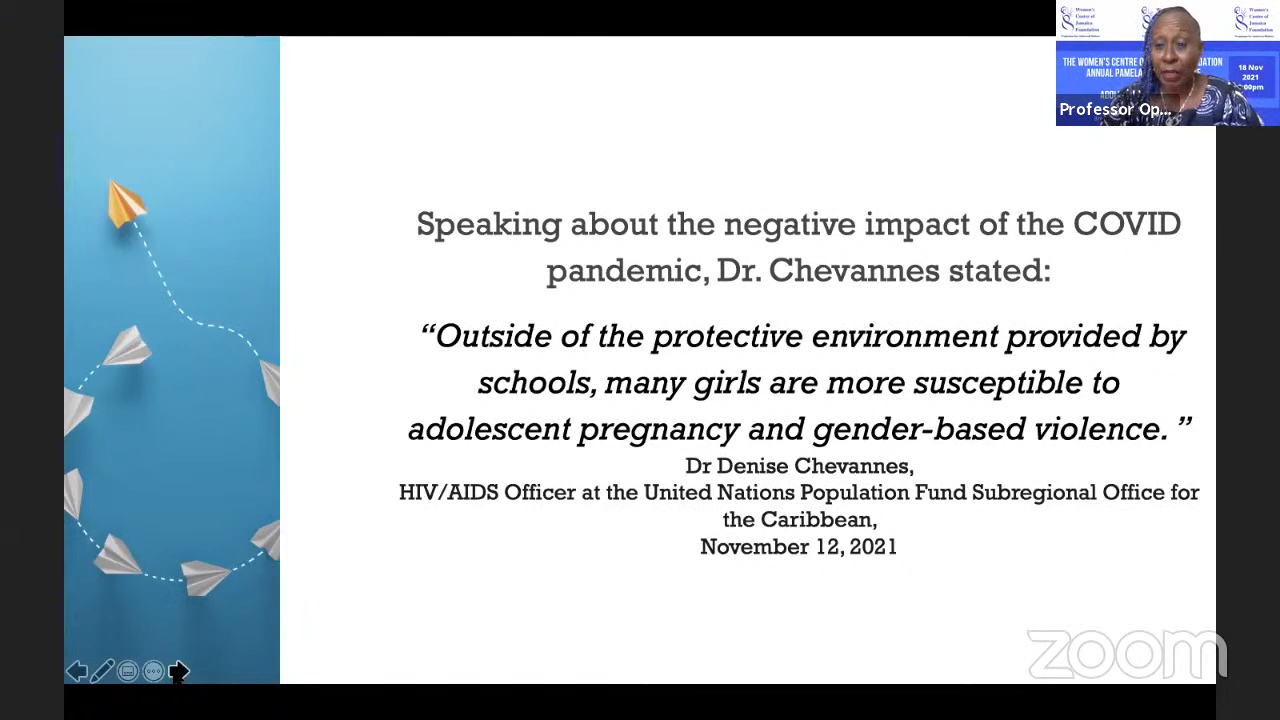 Women's
Centre of
Jamaica
Foundation
Women's
Centre of
Jamaica
Foundation
THE WOMEN'S CENTRE O
ATION
ANNUAL PAMELA
18 Nov
2021
00pm
Professor Op...
Speaking about the negative impact of the COVID
pandemic, Dr. Chevannes stated:
“Outside of the protective environment provided by
schools, many girls are more susceptible to
adolescent pregnancy and gender-based violence. ”
Dr Denise Chevannes,
HIV/AIDS Officer at the United Nations Population Fund Subregional Office for
the Caribbean,
November 12, 2021
zoom